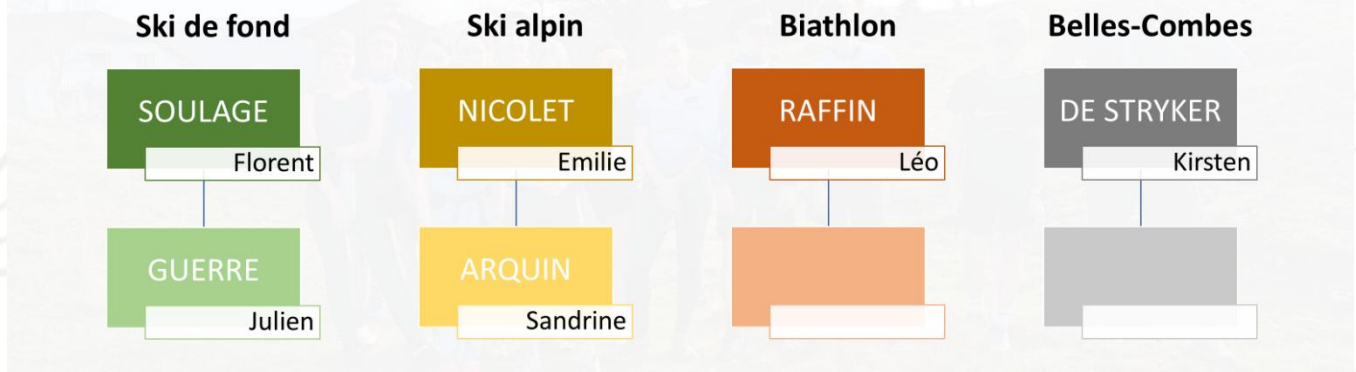 Ski de fond
Ski alpin
Biathlon
Belles-Combes
SOULAGE
Florent
NICOLET
Emilie
RAFFIN
Léo
DE STRYKER
Kirsten
GUERRE
Julien
ARQUIN
Sandrine